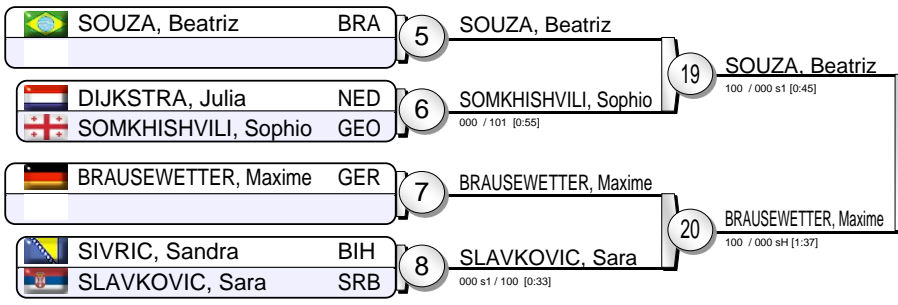 SOUZA, Beatriz BRA
5
SOUZA, Beatriz
19
SOUZA, Beatriz
100 / 000 s1 [0:45]
DIJKSTRA, Julia NED
SOMKHISHVILI, Sophio GEO
6
SOMKHISHVILI, Sophio
000 / 101 [0:55]
BRAUSEWETTER, Maxime GER
7
BRAUSEWETTER, Maxime
20
BRAUSEWETTER, Maxime
100 / 000 sH [1:37]
SIVRIC, Sandra BIH
SLAVKOVIC, Sara SRB
8
SLAVKOVIC, Sara
000 s1 / 100 [0:33]